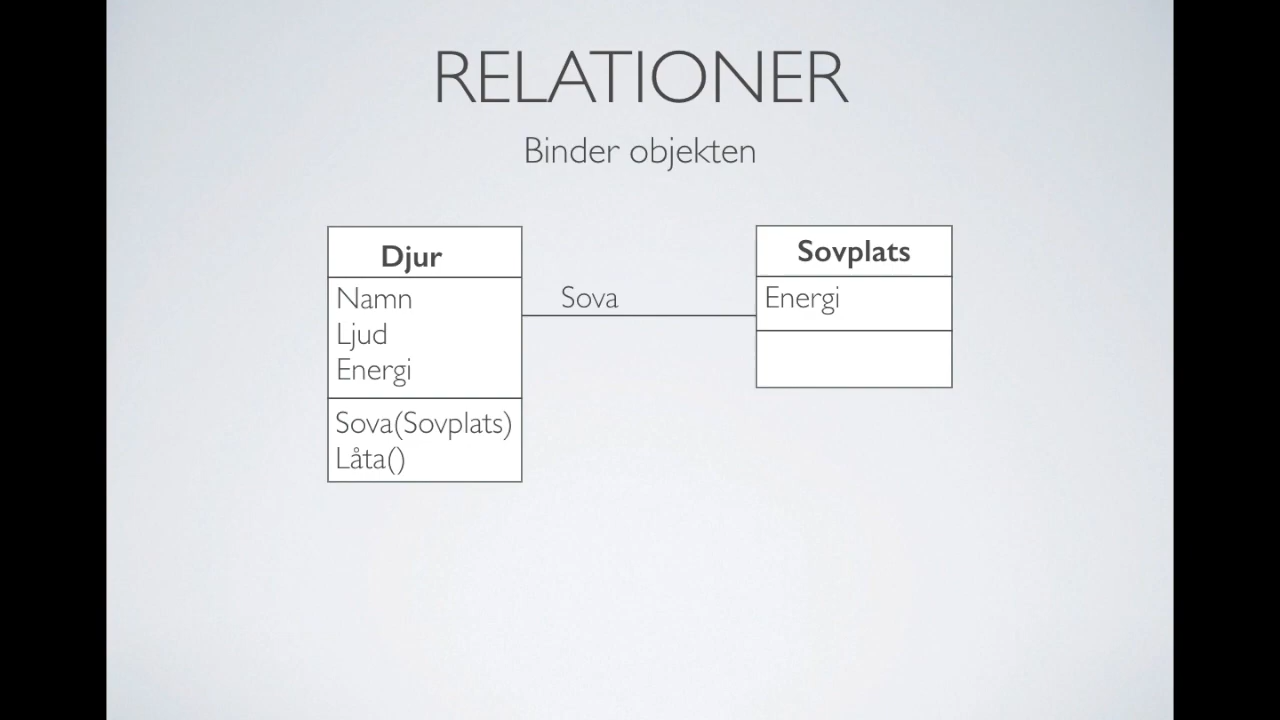 RELATIONER
Binder objekten
Djur
Namn
Ljud
Energi
Sova(Sovplats)
Låta()
Sova
Sovplats
Energi